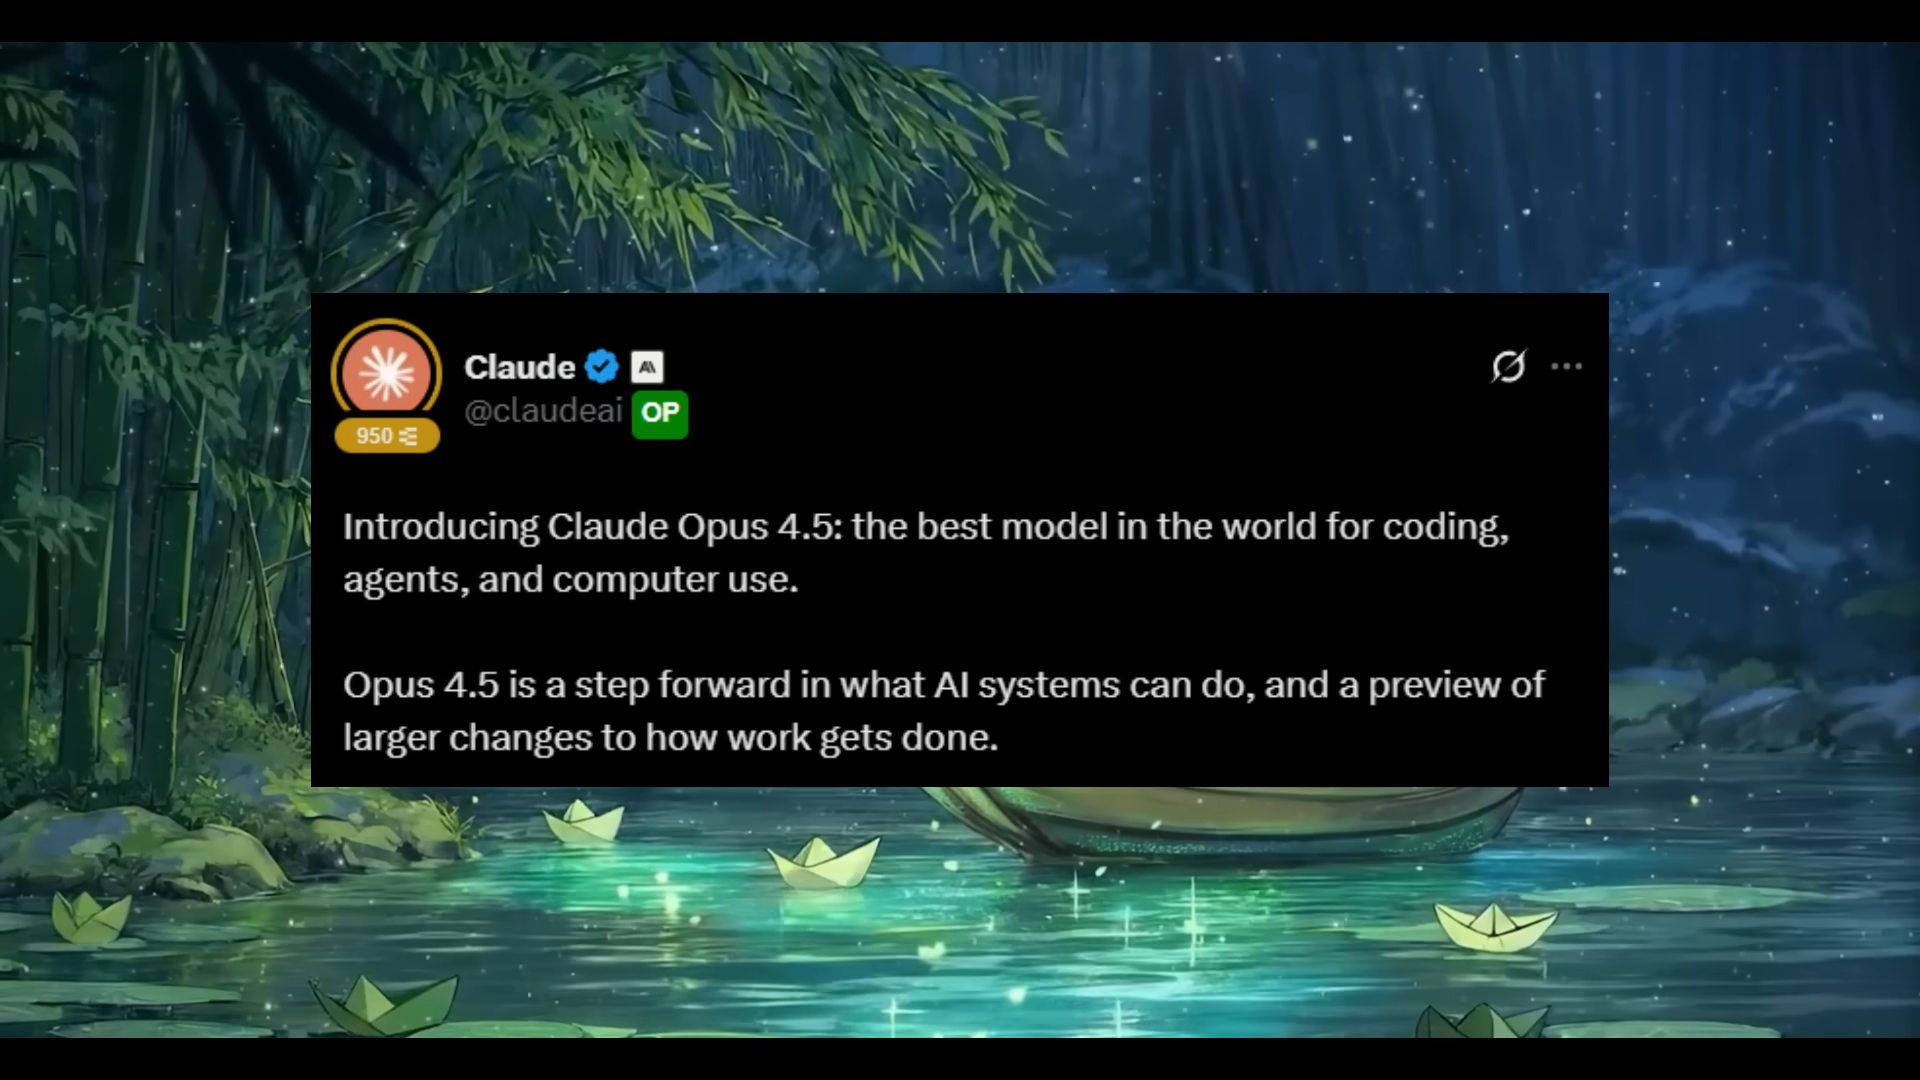 Claude
@claudeai OP
950
Introducing Claude Opus 4.5: the best model in the world for coding,
agents, and computer use.
Opus 4.5 is a step forward in what AI systems can do, and a preview of
larger changes to how work gets done.